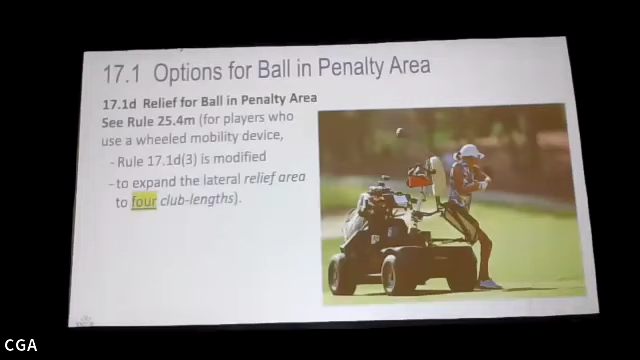 17.1 Options for Ball in Penalty Area
17.1d Relief for Ball in Penalty Area
See Rule 25.4m (for players who
use a wheeled mobility device,
- Rule 17.1d(3) is modified
- to expand the lateral relief area
to four club-lengths).
CGA